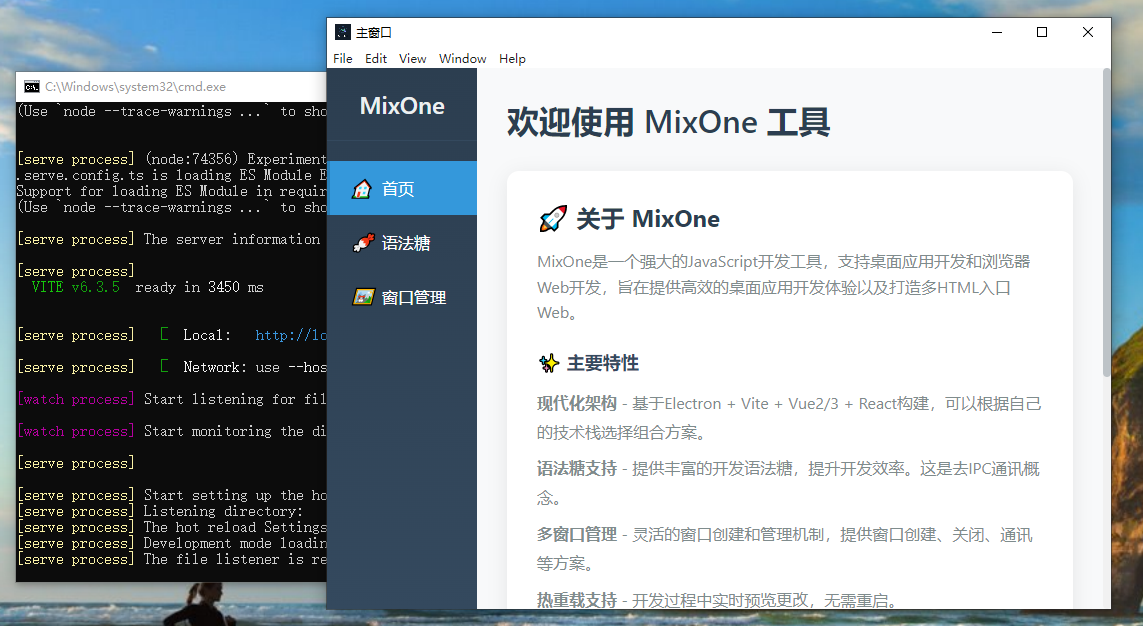 主窗口
File Edit View Window Help
C:\Windows\system32\cmd.exe
(Use `node --trace-warnings ...` to sho
[serve process] (node:74356) Experiment
.serve.config.ts is loading ES Module E
Support for loading ES Module in requir
(Use `node --trace-warnings ...` to sho
[serve process] The server information
[serve process]
VITE v6.3.5 ready in 3450 ms
[serve process] [ Local: http://lo
[serve process] [ Network: use --hos
[watch process] Start listening for fil
[watch process] Start monitoring the di
[serve process]
[serve process] Start setting up the ho
[serve process] Listening directory:
[serve process] The hot reload Settings
[serve process] Development mode loadin
[serve process] The file listener is re
MixOne
首页
语法糖
窗口管理
欢迎使用 MixOne 工具
关于 MixOne
MixOne是一个强大的JavaScript开发工具，支持桌面应用开发和浏览器
Web开发，旨在提供高效的桌面应用开发体验以及打造多HTML入口
Web。
主要特性
现代化架构 - 基于Electron + Vite + Vue2/3 + React构建，可以根据自己
的技术栈选择组合方案。
语法糖支持 - 提供丰富的开发语法糖，提升开发效率。这是去IPC通讯概
念。
多窗口管理 - 灵活的窗口创建和管理机制，提供窗口创建、关闭、通讯
等方案。
热重载支持 - 开发过程中实时预览更改，无需重启。